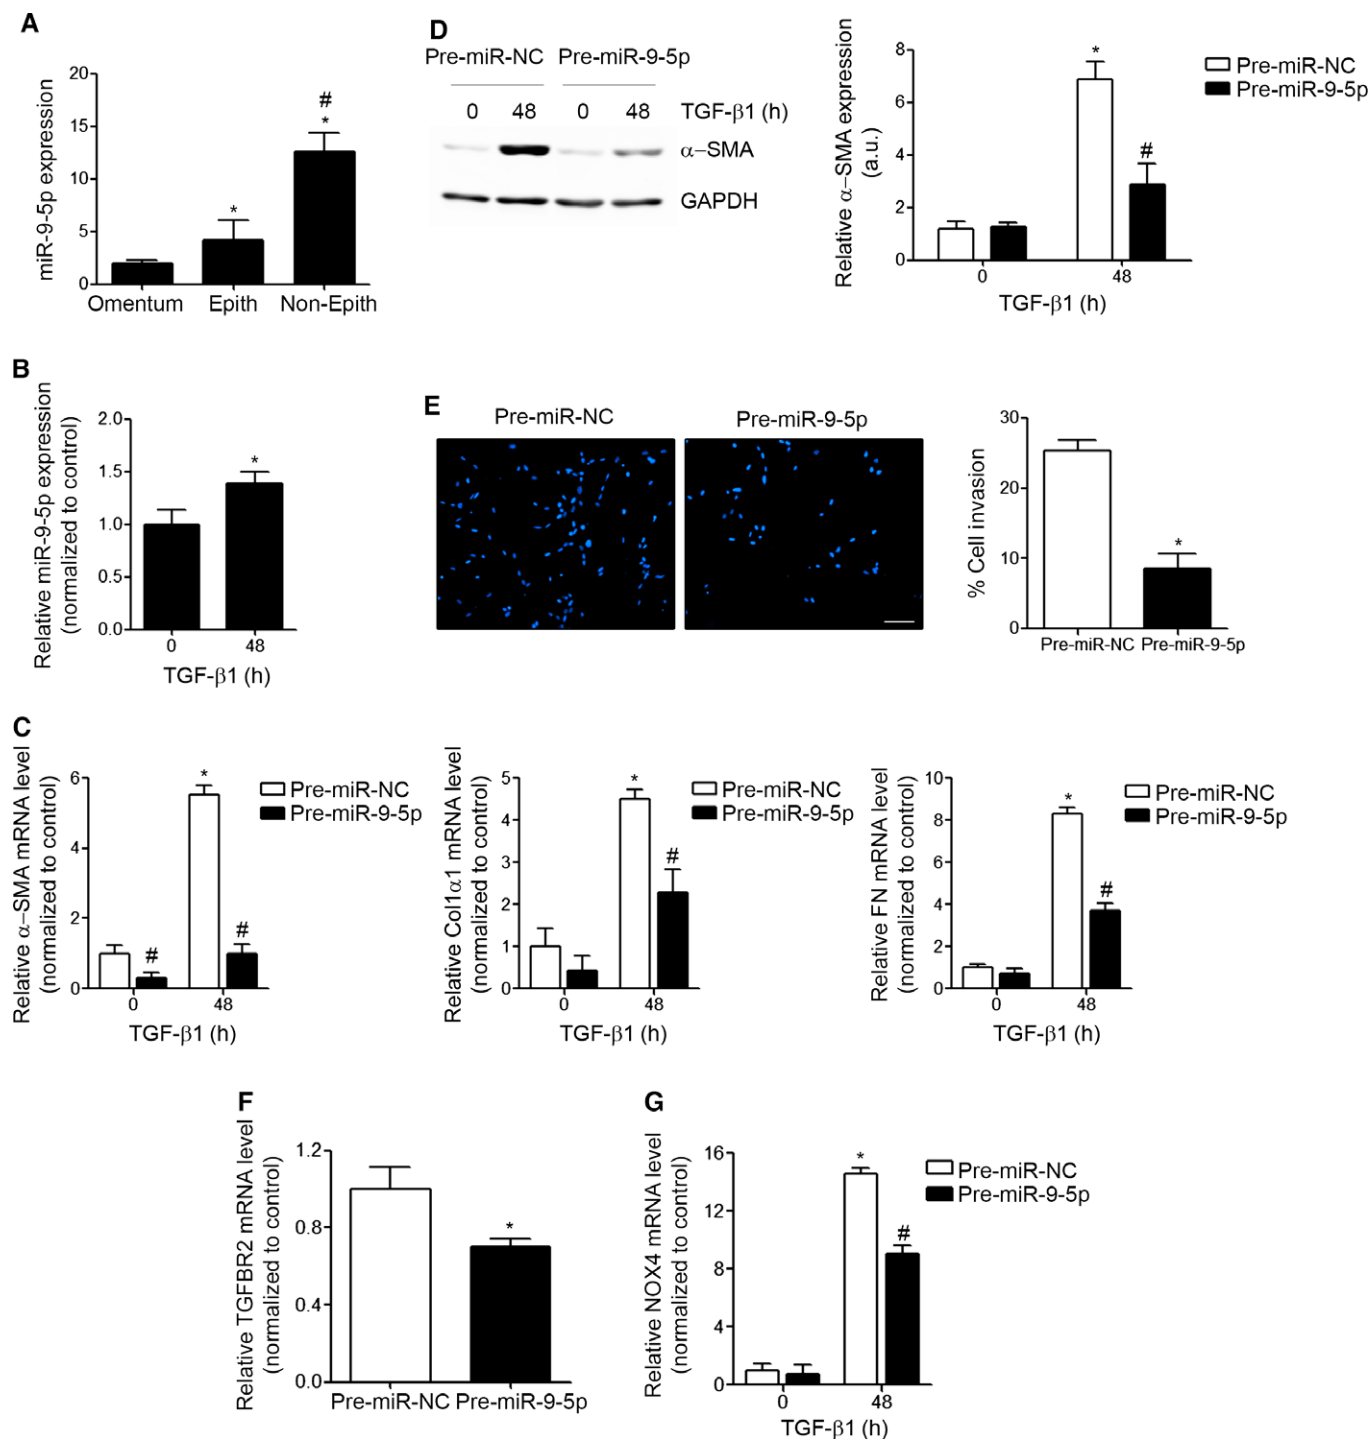 A
miR-9-5p expression
20
15
10
5
0
*
#
*
Omentum Epith Non-Epith
D
Pre-miR-NC Pre-miR-9-5p
0 48 0 48 TGF-β1 (h)
α−SMA
GAPDH
Relative α−SMA expression
(a.u.)
8
6
4
2
0
*
#
0 48
TGF-β1 (h)
Pre-miR-NC
Pre-miR-9-5p
B
Relative miR-9-5p expression
(normalized to control)
2.0
1.5
1.0
0.5
0.0
*
0 48
TGF-β1 (h)
E
Pre-miR-NC Pre-miR-9-5p
% Cell invasion
30
20
10
0
*
Pre-miR-NC Pre-miR-9-5p
C
Relative α−SMA mRNA level
(normalized to control)
6
4
2
0
#
*
#
0 48
TGF-β1 (h)
Pre-miR-NC
Pre-miR-9-5p
Relative Col1α1 mRNA level
(normalized to control)
5
4
3
2
1
0
*
#
0 48
TGF-β1 (h)
Pre-miR-NC
Pre-miR-9-5p
Relative FN mRNA level
(normalized to control)
10
8
6
4
2
0
*
#
0 48
TGF-β1 (h)
Pre-miR-NC
Pre-miR-9-5p
F
Relative TGFBR2 mRNA level
(normalized to control)
1.2
0.8
0.4
0.0
*
Pre-miR-NC Pre-miR-9-5p
G
Relative NOX4 mRNA level
(normalized to control)
16
12
8
4
0
*
#
0 48
TGF-β1 (h)
Pre-miR-NC
Pre-miR-9-5p